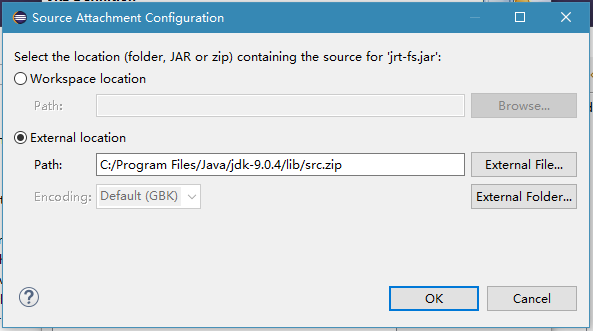 Source Attachment Configuration
Select the location (folder, JAR or zip) containing the source for 'jrt-fs.jar':
Workspace location
Path:
Browse...
External location
Path: C:/Program Files/Java/jdk-9.0.4/lib/src.zip External File...
Encoding: Default (GBK) External Folder...
OK Cancel